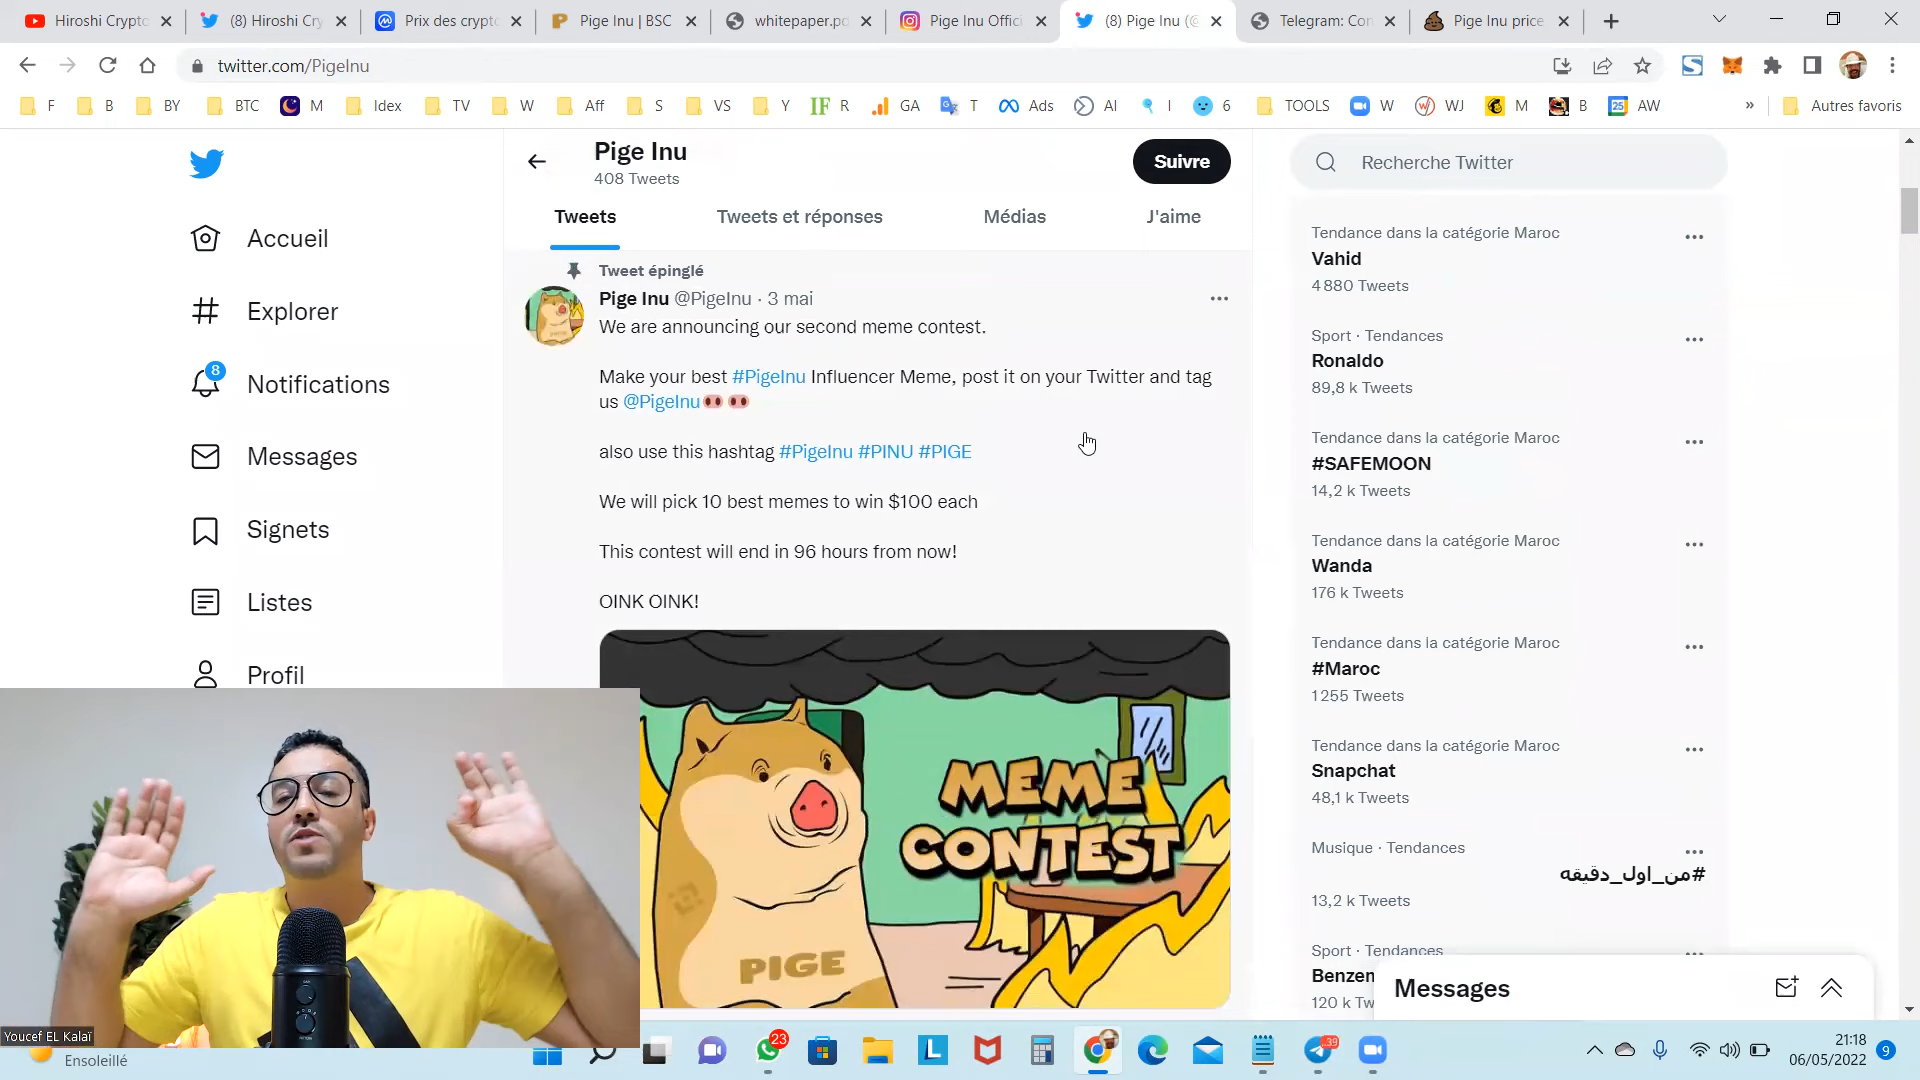 Hiroshi Crypto
(8) Hiroshi Cry
Prix des crypto
Pige Inu | BSC
whitepaper.po
Pige Inu Offici
(8) Pige Inu (@
Telegram: Con
Pige Inu price
twitter.com/PigeInu
F
B
BY
BTC
M
Idex
TV
W
Aff
S
VS
Y
IF R
GA
T
Ads
AI
I
6
TOOLS
W
WJ
M
B
25 AW
»
Autres favoris
Pige Inu
408 Tweets
Suivre
Recherche Twitter
Tweets
Tweets et réponses
Médias
J'aime
Accueil
Explorer
8
Notifications
Messages
Signets
Listes
Profil
Tweet épinglé
Pige Inu @PigeInu · 3 mai
We are announcing our second meme contest.
Make your best #PigeInu Influencer Meme, post it on your Twitter and tag
us @PigeInu
also use this hashtag #PigeInu #PINU #PIGE
We will pick 10 best memes to win $100 each
This contest will end in 96 hours from now!
OINK OINK!
MEME
CONTEST
PIGE
Tendance dans la catégorie Maroc
Vahid
4 880 Tweets
Sport · Tendances
Ronaldo
89,8 k Tweets
Tendance dans la catégorie Maroc
#SAFEMOON
14,2 k Tweets
Tendance dans la catégorie Maroc
Wanda
176 k Tweets
Tendance dans la catégorie Maroc
#Maroc
1 255 Tweets
Tendance dans la catégorie Maroc
Snapchat
48,1 k Tweets
Musique · Tendances
#من_اول_دقيقه
13,2 k Tweets
Sport · Tendances
Benzem
120 k Tw
Messages
Youcef EL Kalaï
Ensoleillé
23
L
39
21:18
06/05/2022
9